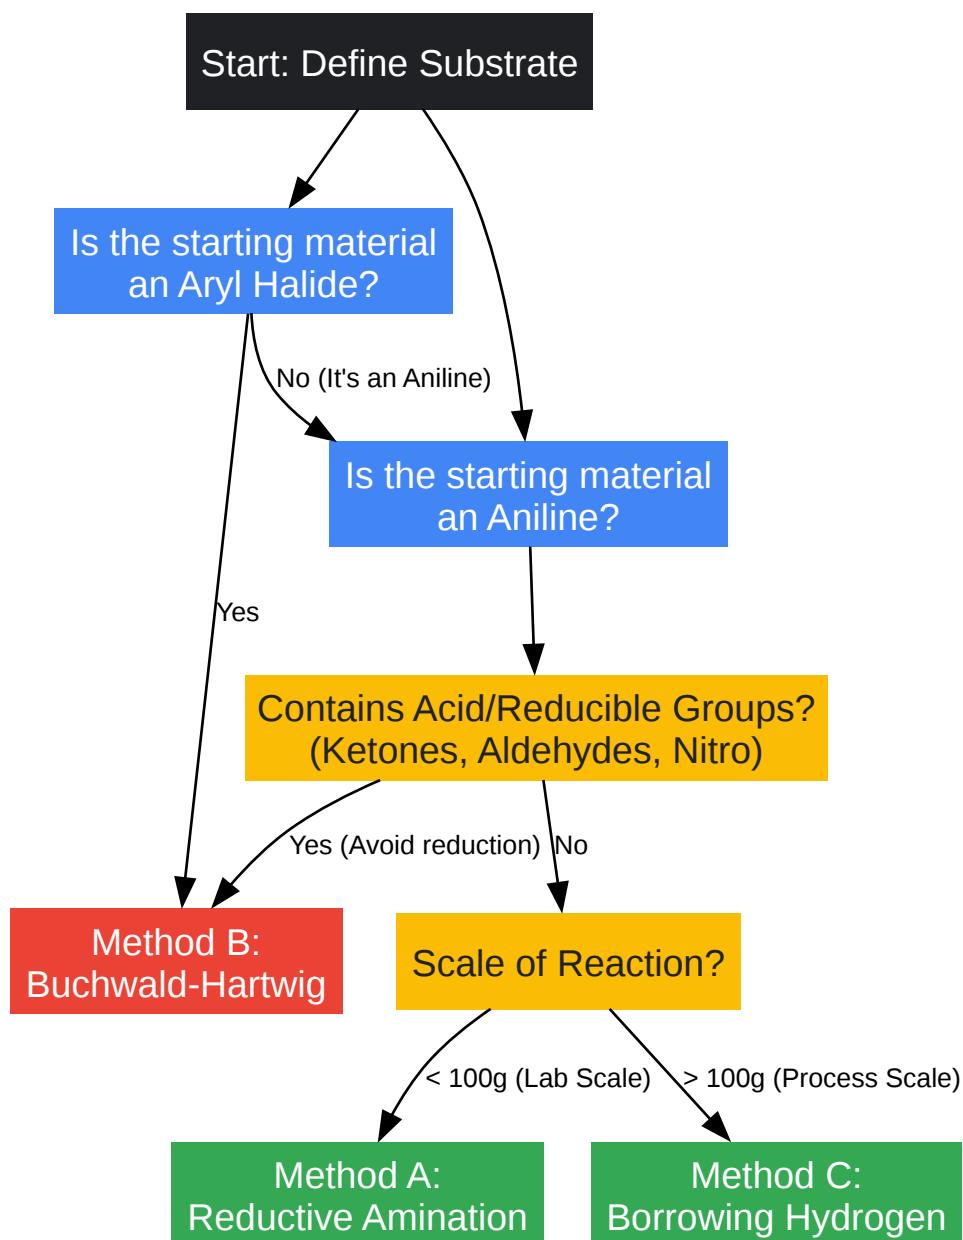 Start: Define Substrate
Is the starting material
an Aryl Halide?
No (It's an Aniline)
Is the starting material
an Aniline?
Yes
Contains Acid/Reducible Groups?
(Ketones, Aldehydes, Nitro)
Yes (Avoid reduction)
No
Method B:
Buchwald-Hartwig
Scale of Reaction?
< 100g (Lab Scale)
> 100g (Process Scale)
Method A:
Reductive Amination
Method C:
Borrowing Hydrogen